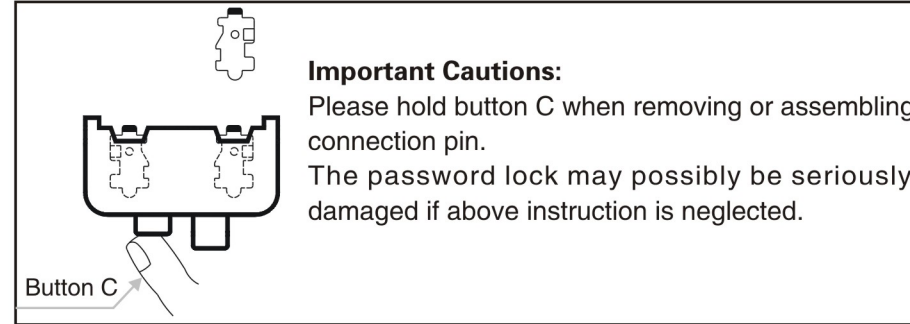 Important Cautions:
Please hold button C when removing or assembling
connection pin.
The password lock may possibly be seriously
damaged if above instruction is neglected.
Button C